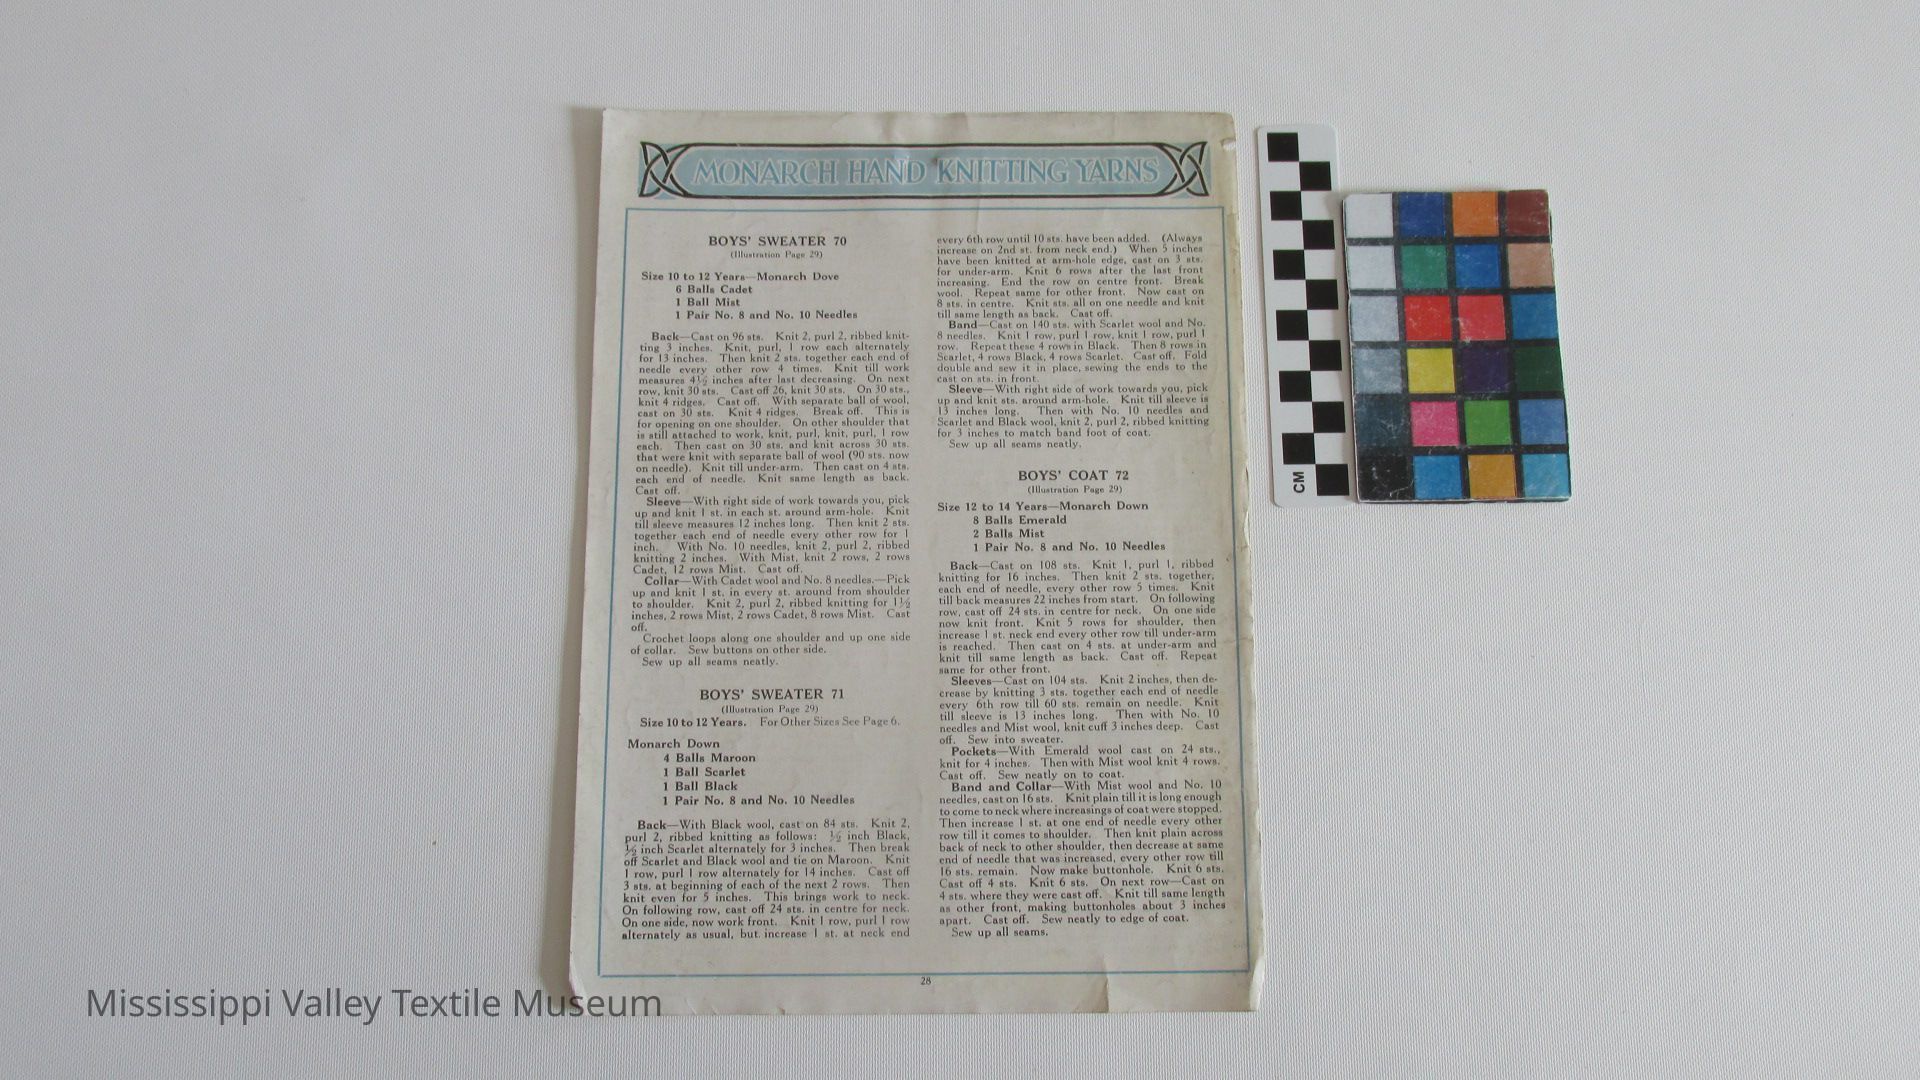 MONARCH HAND KNITTING YARNS
BOYS' SWEATER 70
(Illustration Page 29)
Size 10 to 12 Years—Monarch Dove
6 Balls Cadet
1 Ball Mist
1 Pair No. 8 and No. 10 Needles
Back—Cast on 96 sts. Knit 2, purl 2, ribbed knit-
ting 3 inches. Knit, purl, 1 row each alternately
for 13 inches. Then knit 2 sts. together each end of
needle every other row 4 times. Knit till work
measures 4½ inches after last decreasing. On next
row, knit 30 sts. Cast off 26, knit 30 sts. On 30 sts.,
knit 4 ridges. Cast off. With separate ball of wool,
cast on 30 sts. Knit 4 ridges. Break off. This is
for opening on one shoulder. On other shoulder that
is still attached to work, knit, purl, knit, purl, 1 row
each. Then cast on 30 sts. and knit across 30 sts.
that were knit with separate ball of wool (90 sts. now
on needle). Knit till under-arm. Then cast on 4 sts.
each end of needle. Knit same length as back.
Cast off.
Sleeve—With right side of work towards you, pick
up and knit 1 st. in each st. around arm-hole. Knit
till sleeve measures 12 inches long. Then knit 2 sts.
together each end of needle every other row for 1
inch. With No. 10 needles, knit 2, purl 2, ribbed
knitting 2 inches. With Mist, knit 2 rows, 2 rows
Cadet, 12 rows Mist. Cast off.
Collar—With Cadet wool and No. 8 needles.—Pick
up and knit 1 st. in every st. around from shoulder
to shoulder. Knit 2, purl 2, ribbed knitting for 1½
inches, 2 rows Mist, 2 rows Cadet, 8 rows Mist. Cast
off.
Crochet loops along one shoulder and up one side
of collar. Sew buttons on other side.
Sew up all seams neatly.
BOYS' SWEATER 71
(Illustration Page 29)
Size 10 to 12 Years. For Other Sizes See Page 6.
Monarch Down
4 Balls Maroon
1 Ball Scarlet
1 Ball Black
1 Pair No. 8 and No. 10 Needles
Back—With Black wool, cast on 84 sts. Knit 2,
purl 2, ribbed knitting as follows: ½ inch Black,
½ inch Scarlet alternately for 3 inches. Then break
off Scarlet and Black wool and tie on Maroon. Knit
1 row, purl 1 row alternately for 14 inches. Cast off
3 sts. at beginning of each of the next 2 rows. Then
knit even for 5 inches. This brings work to neck.
On following row, cast off 24 sts. in centre for neck.
On one side, now work front. Knit 1 row, purl 1 row
alternately as usual, but increase 1 st. at neck end
every 6th row until 10 sts. have been added. (Always
increase on 2nd st. from neck end.) When 5 inches
have been knitted at arm-hole edge, cast on 3 sts.
for under-arm. Knit 6 rows after the last front
increasing. End the row on centre front. Break
wool. Repeat same for other front. Now cast on
8 sts. in centre. Knit sts. all on one needle and knit
till same length as back. Cast off.
Band—Cast on 140 sts. with Scarlet wool and No.
8 needles. Knit 1 row, purl 1 row, knit 1 row, purl 1
row. Repeat these 4 rows in Black. Then 8 rows in
Scarlet, 4 rows Black, 4 rows Scarlet. Cast off. Fold
double and sew it in place, sewing the ends to the
cast on sts. in front.
Sleeve—With right side of work towards you, pick
up and knit sts. around arm-hole. Knit till sleeve is
13 inches long. Then with No. 10 needles and
Scarlet and Black wool, knit 2, purl 2, ribbed knitting
for 3 inches to match band foot of coat.
Sew up all seams neatly.
BOYS' COAT 72
(Illustration Page 29)
Size 12 to 14 Years—Monarch Down
8 Balls Emerald
2 Balls Mist
1 Pair No. 8 and No. 10 Needles
Back—Cast on 108 sts. Knit 1, purl 1, ribbed
knitting for 16 inches. Then knit 2 sts. together,
each end of needle, every other row 5 times. Knit
till back measures 22 inches from start. On following
row, cast off 24 sts. in centre for neck. On one side
now knit front. Knit 5 rows for shoulder, then
increase 1 st. neck end every other row till under-arm
is reached. Then cast on 4 sts. at under-arm and
knit till same length as back. Cast off. Repeat
same for other front.
Sleeves—Cast on 104 sts. Knit 2 inches, then de-
crease by knitting 3 sts. together each end of needle
every 6th row till 60 sts. remain on needle. Knit
till sleeve is 13 inches long. Then with No. 10
needles and Mist wool, knit cuff 3 inches deep. Cast
off. Sew into sweater.
Pockets—With Emerald wool cast on 24 sts.,
knit for 4 inches. Then with Mist wool knit 4 rows.
Cast off. Sew neatly on to coat.
Band and Collar—With Mist wool and No. 10
needles, cast on 16 sts. Knit plain till it is long enough
to come to neck where increasings of coat were stopped.
Then increase 1 st. at one end of needle every other
row till it comes to shoulder. Then knit plain across
back of neck to other shoulder, then decrease at same
end of needle that was increased, every other row till
16 sts. remain. Now make buttonhole. Knit 6 sts.
Cast off 4 sts. Knit 6 sts. On next row—Cast on
4 sts. where they were cast off. Knit till same length
as other front, making buttonholes about 3 inches
apart. Cast off. Sew neatly to edge of coat.
Sew up all seams.
28
CM
Mississippi Valley Textile Museum